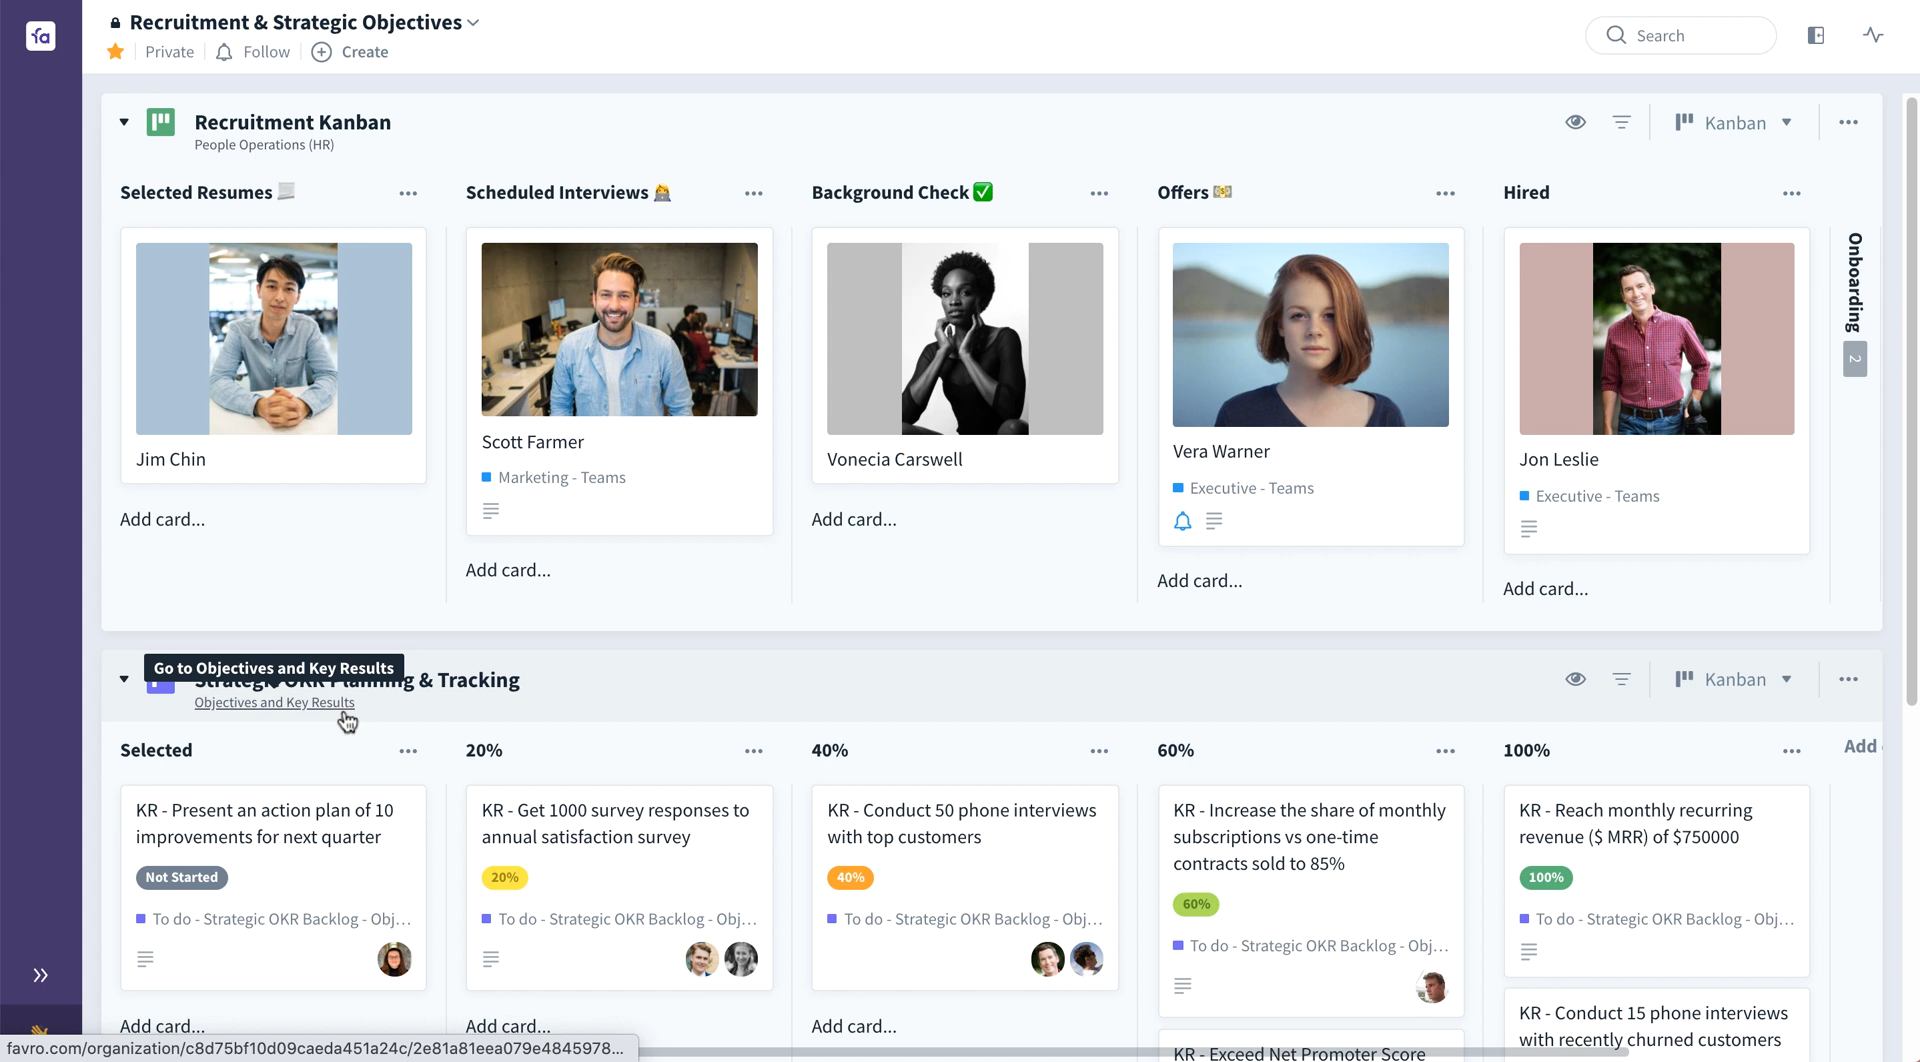 Recruitment & Strategic Objectives
Search
Private
Follow
Create
Recruitment Kanban
People Operations (HR)
Kanban
Selected Resumes
Scheduled Interviews
Background Check
Offers
Hired
Onboarding
2
Jim Chin
Add card...
Scott Farmer
Marketing - Teams
Add card...
Vonecia Carswell
Add card...
Vera Warner
Executive - Teams
Add card...
Jon Leslie
Executive - Teams
Add card...
Go to Objectives and Key Results
Strategic OKR Planning & Tracking
Objectives and Key Results
Kanban
Selected
20%
40%
60%
100%
Add
KR - Present an action plan of 10
improvements for next quarter
Not Started
To do - Strategic OKR Backlog - Obj...
Add card...
KR - Get 1000 survey responses to
annual satisfaction survey
20%
To do - Strategic OKR Backlog - Obj...
Add card...
KR - Conduct 50 phone interviews
with top customers
40%
To do - Strategic OKR Backlog - Obj...
Add card...
KR - Increase the share of monthly
subscriptions vs one-time
contracts sold to 85%
60%
To do - Strategic OKR Backlog - Obj...
KR - Exceed Net Promoter Score
KR - Reach monthly recurring
revenue ($ MRR) of $750000
100%
To do - Strategic OKR Backlog - Obj...
KR - Conduct 15 phone interviews
with recently churned customers
favro.com/organization/c8d75bf10d09caeda451a24c/2e81a81eea079e4845978...